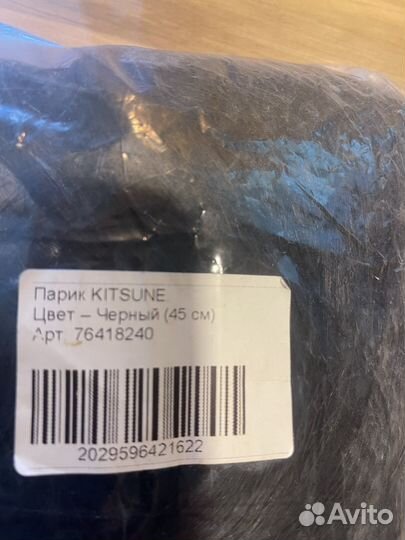 Парик KITSUNE
Цвет – Черный (45 см)
Арт. 76418240
2029596421622
Avito